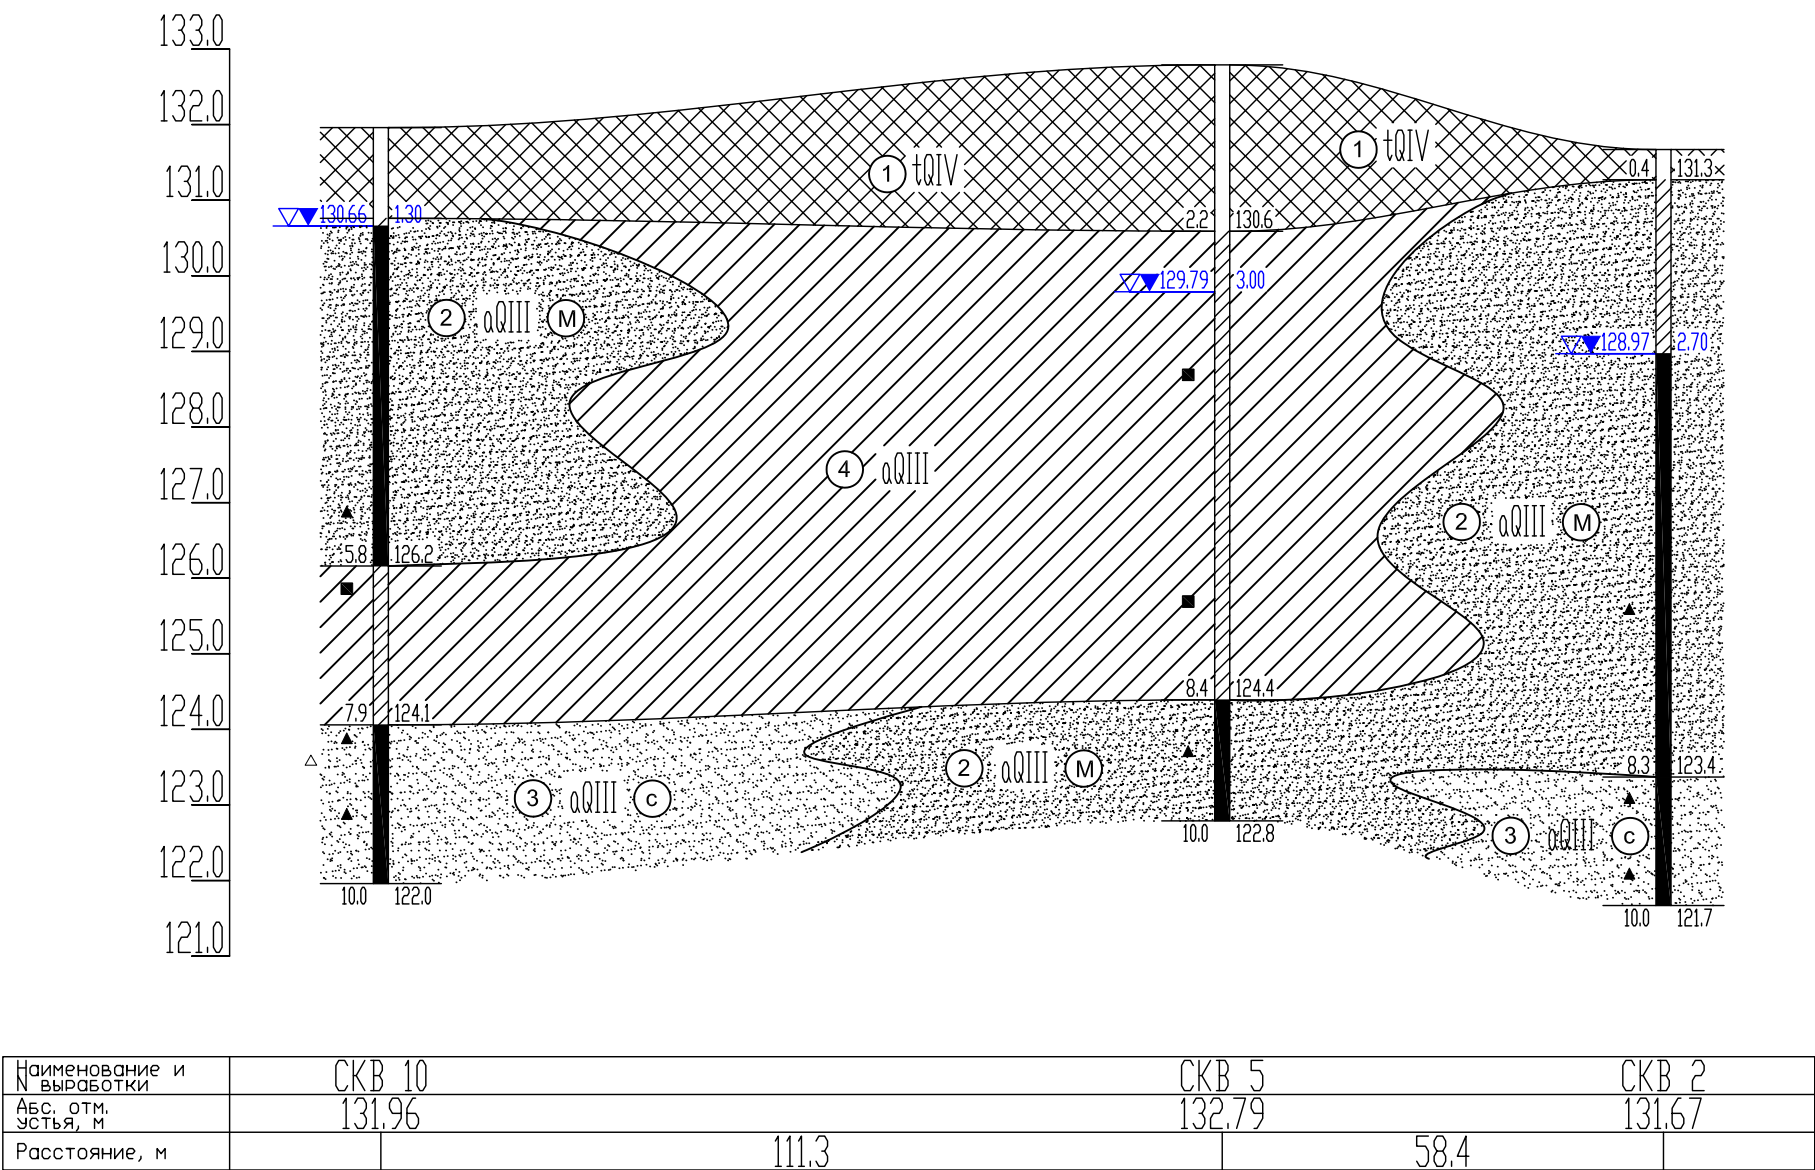 133.0
132.0
131.0
130.0
129.0
128.0
127.0
126.0
125.0
124.0
123.0
122.0
121.0
1 tQIV
1 tQIV
0.4 131.3
130.66 1.30
2.2 130.6
129.79 3.00
128.97 2.70
2 aQIII М
4 aQIII
2 aQIII М
5.8 126.2
7.9 124.1
8.4 124.4
8.3 123.4
3 aQIII с
2 aQIII М
3 aQIII с
10.0 122.0
10.0 122.8
10.0 121.7
Наименование и
N выработки
СКВ 10
СКВ 5
СКВ 2
Абс. отм.
устья, м
131.96
132.79
131.67
Расстояние, м
111.3
58.4